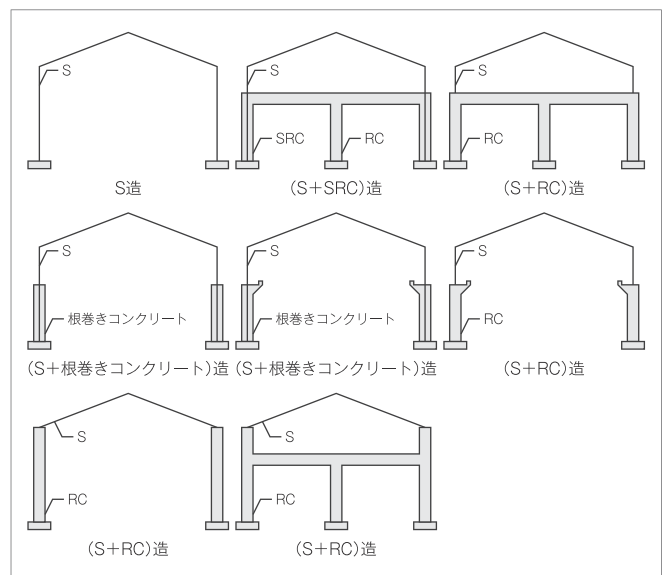 S
S造
S
SRC
RC
(S+SRC)造
S
RC
(S+RC)造
S
根巻きコンクリート
(S+根巻きコンクリート)造
S
根巻きコンクリート
(S+根巻きコンクリート)造
S
RC
(S+RC)造
S
RC
(S+RC)造
S
RC
(S+RC)造